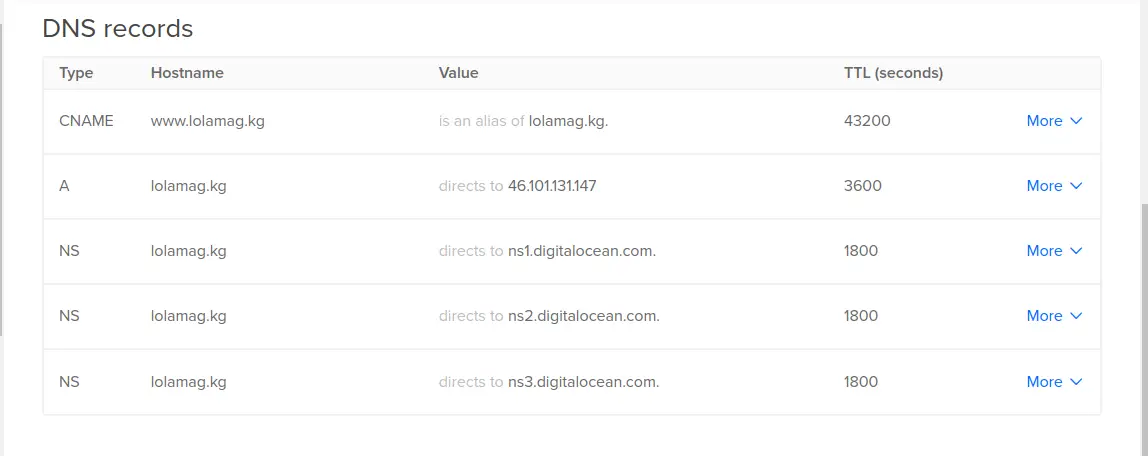 DNS records
Type Hostname Value TTL (seconds)
CNAME www.lolamag.kg is an alias of lolamag.kg. 43200 More
A lolamag.kg directs to 46.101.131.147 3600 More
NS lolamag.kg directs to ns1.digitalocean.com. 1800 More
NS lolamag.kg directs to ns2.digitalocean.com. 1800 More
NS lolamag.kg directs to ns3.digitalocean.com. 1800 More